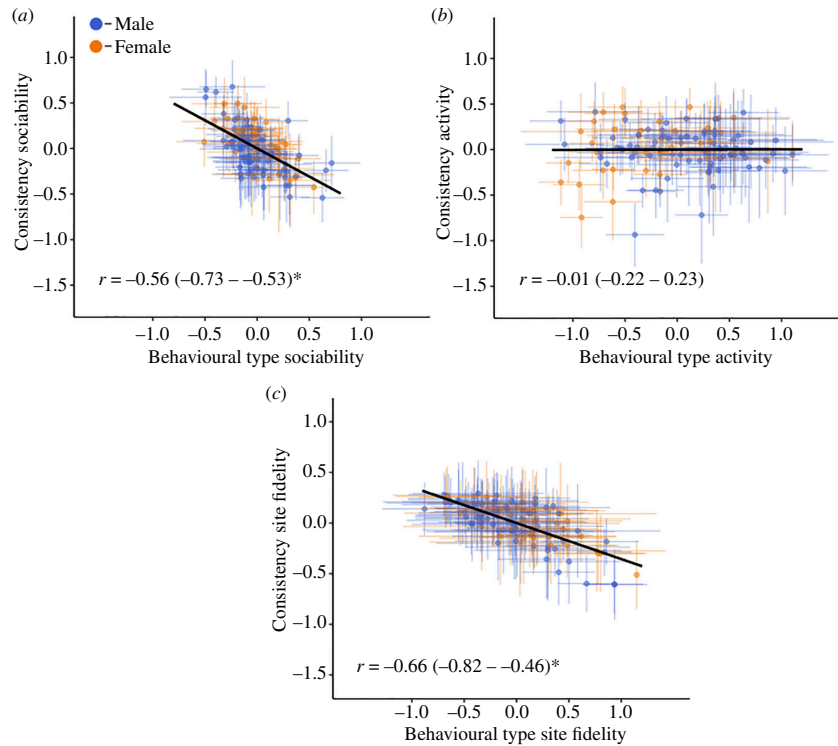 (a)
Male
Female
1.0
0.5
0.0
−0.5
−1.0
−1.5
Consistency sociability
r = −0.56 (−0.73 – −0.53)*
−1.0 −0.5 0.0 0.5 1.0
Behavioural type sociability
(b)
1.0
0.5
0.0
−0.5
−1.0
−1.5
Consistency activity
r = −0.01 (−0.22 – 0.23)
−1.0 −0.5 0.0 0.5 1.0
Behavioural type activity
(c)
1.0
0.5
0.0
−0.5
−1.0
−1.5
Consistency site fidelity
r = −0.66 (−0.82 – −0.46)*
−1.0 −0.5 0.0 0.5 1.0
Behavioural type site fidelity